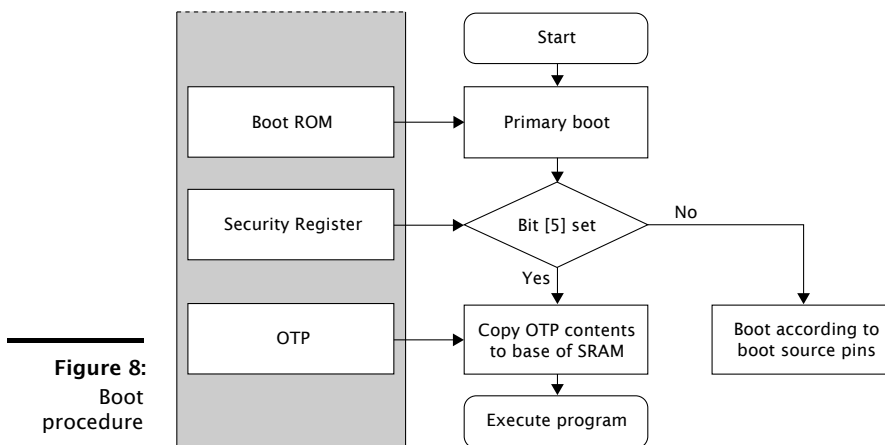 Start
Boot ROM
Primary boot
Security Register
Bit [5] set
No
Yes
OTP
Copy OTP contents
to base of SRAM
Boot according to
boot source pins
Execute program
Figure 8:
Boot
procedure